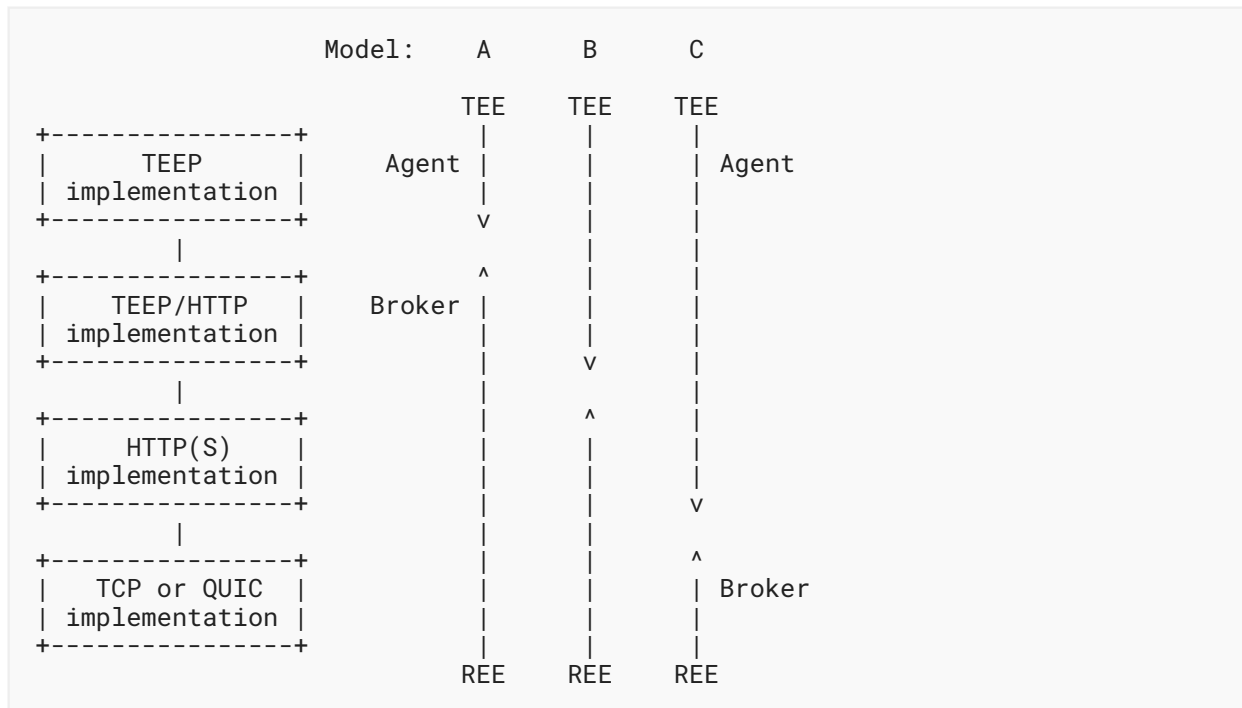 Model:    A      B      C

                            TEE    TEE    TEE
+----------------+           |      |      |
|      TEEP      |     Agent |      |      | Agent
| implementation |           |      |      |
+----------------+           v      |      |
         |                          |      |
+----------------+           ^      |      |
|    TEEP/HTTP   |    Broker |      |      |
| implementation |           |      |      |
+----------------+           |      v      |
         |                   |             |
+----------------+           |      ^      |
|     HTTP(S)    |           |      |      |
| implementation |           |      |      |
+----------------+           |      |      v
         |                   |      |
+----------------+           |      |      ^
|   TCP or QUIC  |           |      |      | Broker
| implementation |           |      |      |
+----------------+           |      |      |
                            REE    REE    REE